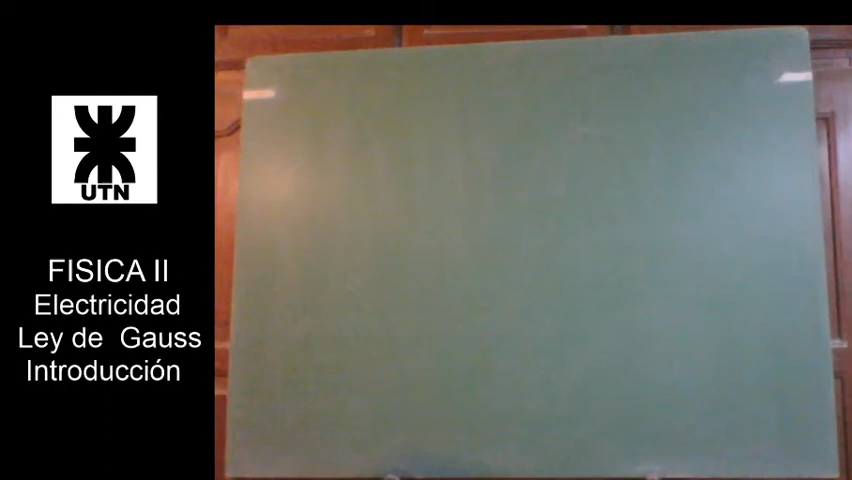 UTN
FISICA II
Electricidad
Ley de Gauss
Introducción